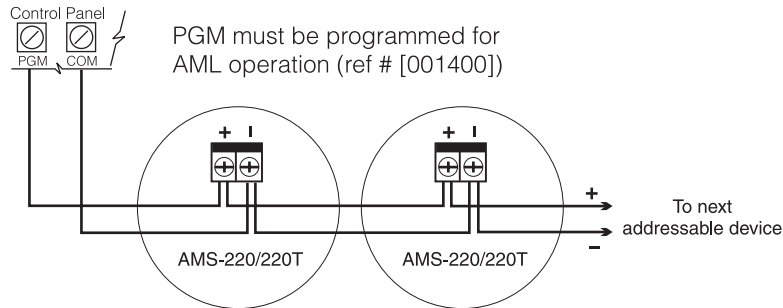 Control Panel
PGM COM
PGM must be programmed for
AML operation (ref # [001400])
+ −
+ −
+
To next
addressable device
−
AMS-220/220T
AMS-220/220T